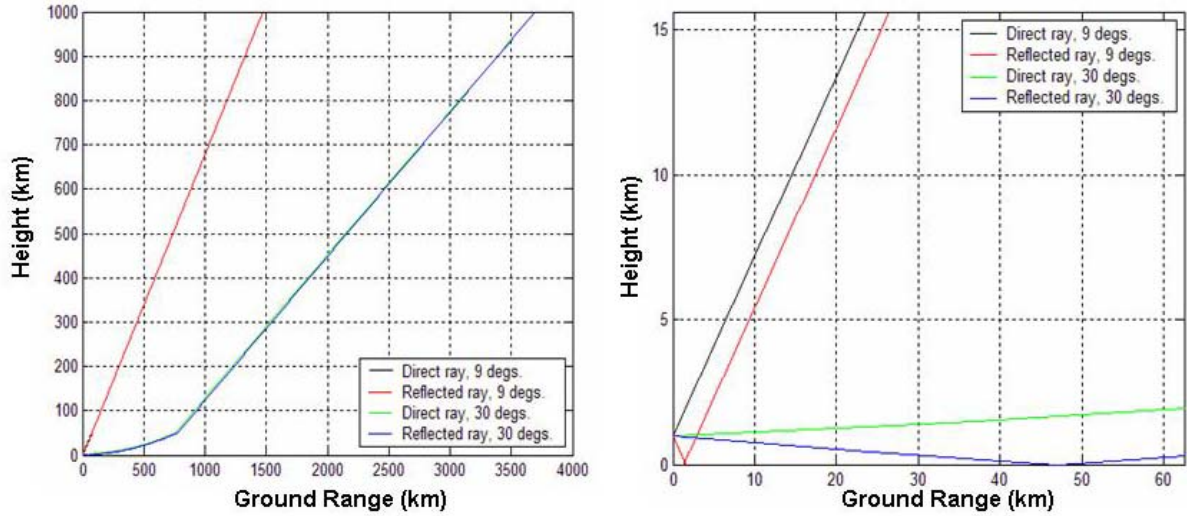 1000
900
800
700
600
500
400
300
200
100
0
Height (km)
Direct ray, 9 degs.
Reflected ray, 9 degs.
Direct ray, 30 degs.
Reflected ray, 30 degs.
0 500 1000 1500 2000 2500 3000 3500 4000
Ground Range (km)
15
10
5
0
Height (km)
Direct ray, 9 degs.
Reflected ray, 9 degs.
Direct ray, 30 degs.
Reflected ray, 30 degs.
0 10 20 30 40 50 60
Ground Range (km)